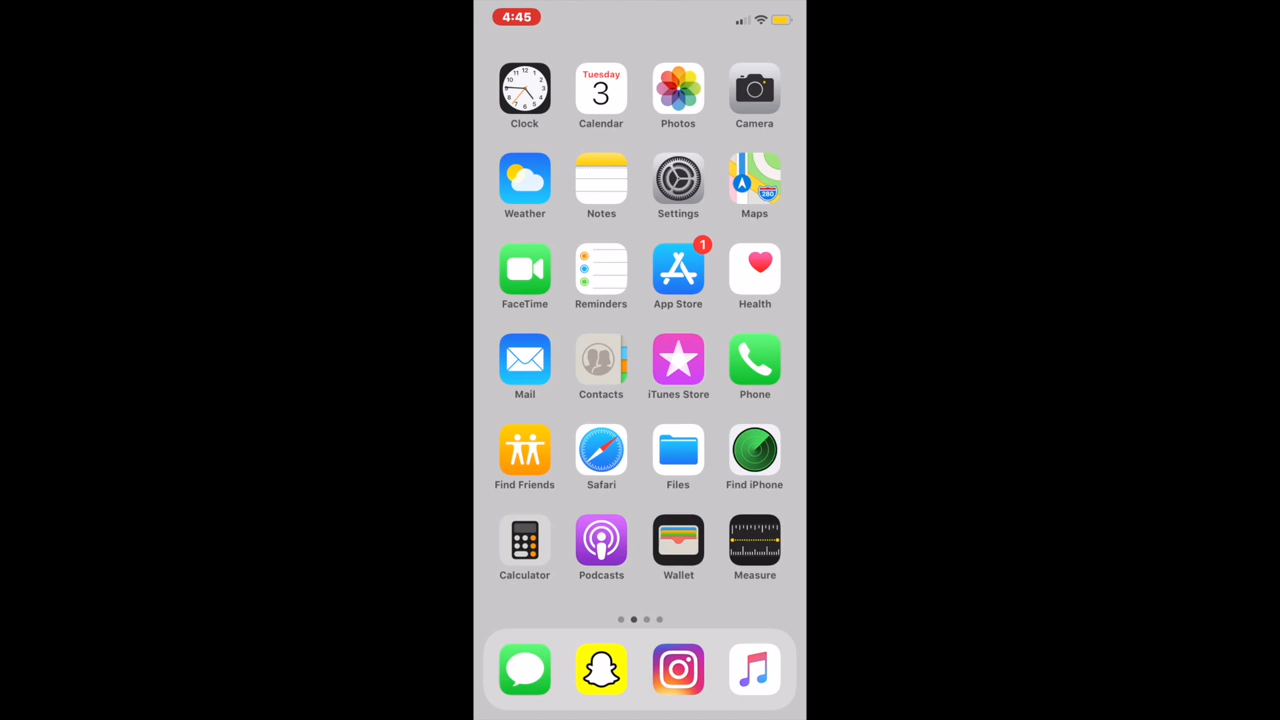 4:45
Tuesday
3
Clock Calendar Photos Camera
280
Weather Notes Settings Maps
1
FaceTime Reminders App Store Health
Mail Contacts iTunes Store Phone
Find Friends Safari Files Find iPhone
Calculator Podcasts Wallet Measure